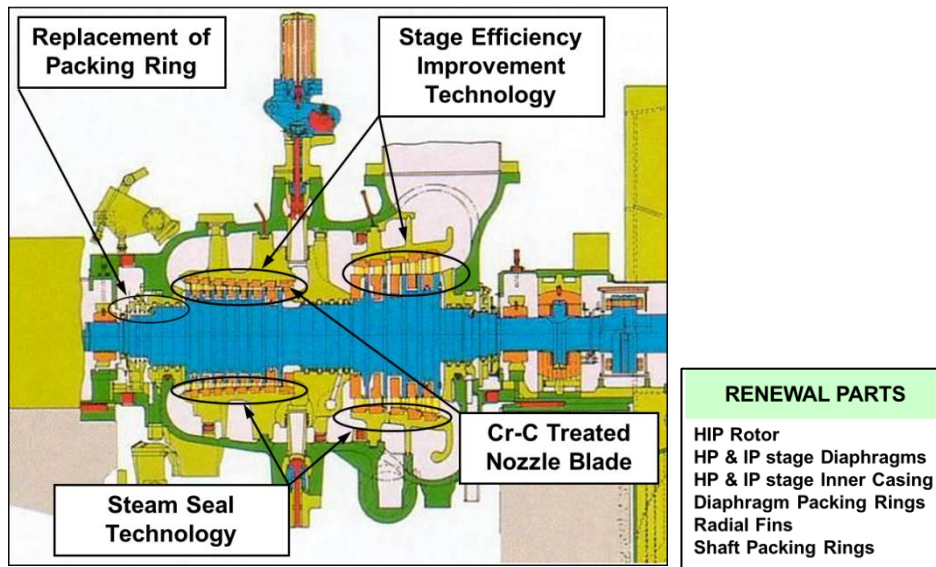 Replacement of
Packing Ring
Stage Efficiency
Improvement
Technology
Cr-C Treated
Nozzle Blade
Steam Seal
Technology
RENEWAL PARTS
HIP Rotor
HP & IP stage Diaphragms
HP & IP stage Inner Casing
Diaphragm Packing Rings
Radial Fins
Shaft Packing Rings